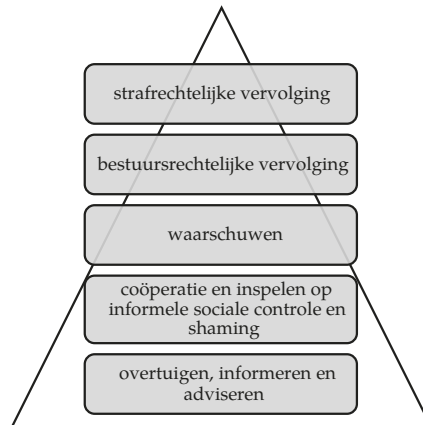 strafrechtelijke vervolging
bestuursrechtelijke vervolging
waarschuwen
coöperatie en inspelen op
informele sociale controle en
shaming
overtuigen, informeren en
adviseren